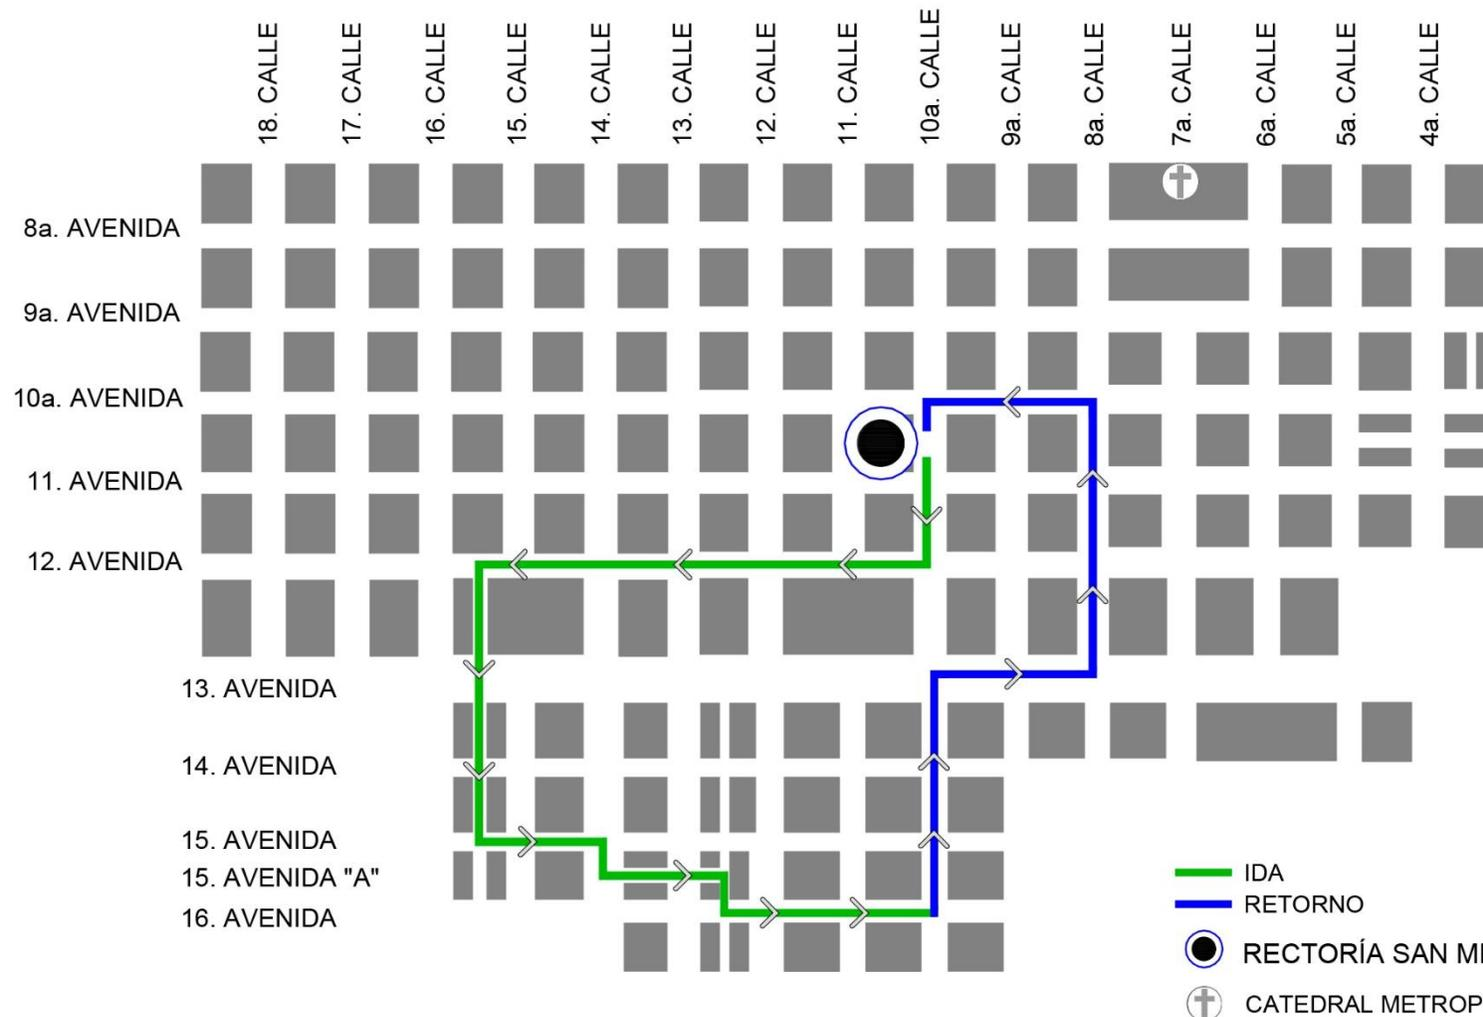 18. CALLE
17. CALLE
16. CALLE
15. CALLE
14. CALLE
13. CALLE
12. CALLE
11. CALLE
10a. CALLE
9a. CALLE
8a. CALLE
7a. CALLE
6a. CALLE
5a. CALLE
4a. CALLE
8a. AVENIDA
9a. AVENIDA
10a. AVENIDA
11. AVENIDA
12. AVENIDA
13. AVENIDA
14. AVENIDA
15. AVENIDA
15. AVENIDA "A"
16. AVENIDA
IDA
RETORNO
RECTORÍA SAN
CATEDRAL